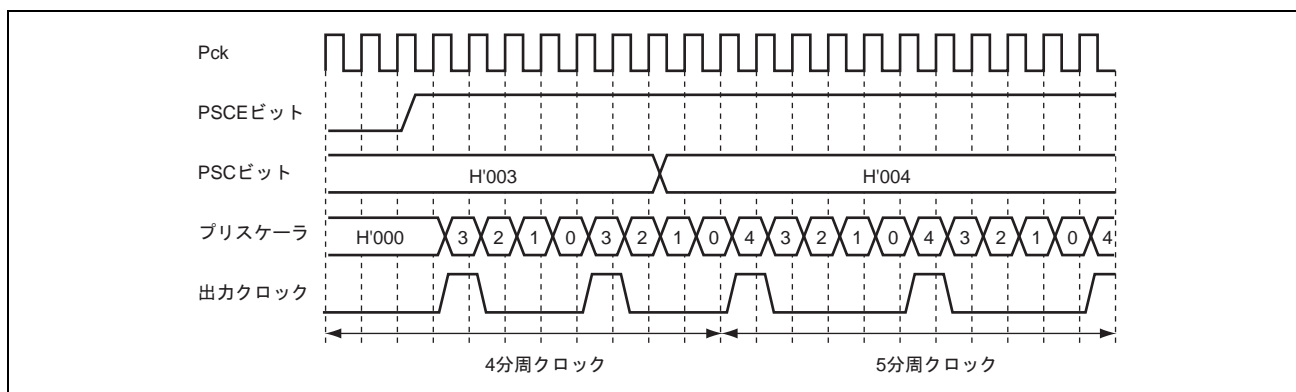 Pck
PSCEビット
PSCビット
H'003
H'004
プリスケーラ
H'000
3 2 1 0 3 2 1 0 4 3 2 1 0 4 3 2 1 0 4
出力クロック
4分周クロック
5分周クロック